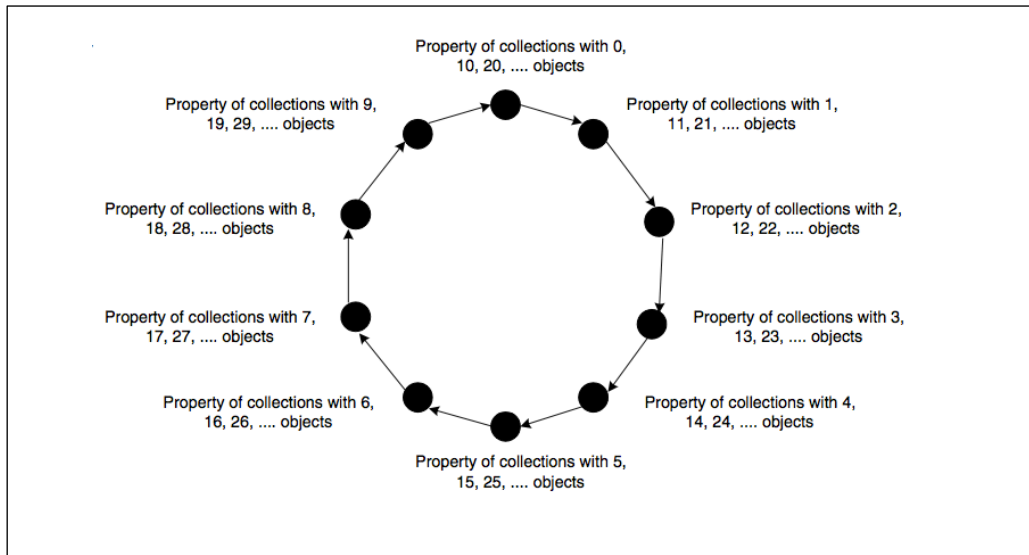 Property of collections with 0,
10, 20, .... objects
Property of collections with 1,
11, 21, .... objects
Property of collections with 2,
12, 22, .... objects
Property of collections with 3,
13, 23, .... objects
Property of collections with 4,
14, 24, .... objects
Property of collections with 5,
15, 25, .... objects
Property of collections with 6,
16, 26, .... objects
Property of collections with 7,
17, 27, .... objects
Property of collections with 8,
18, 28, .... objects
Property of collections with 9,
19, 29, .... objects